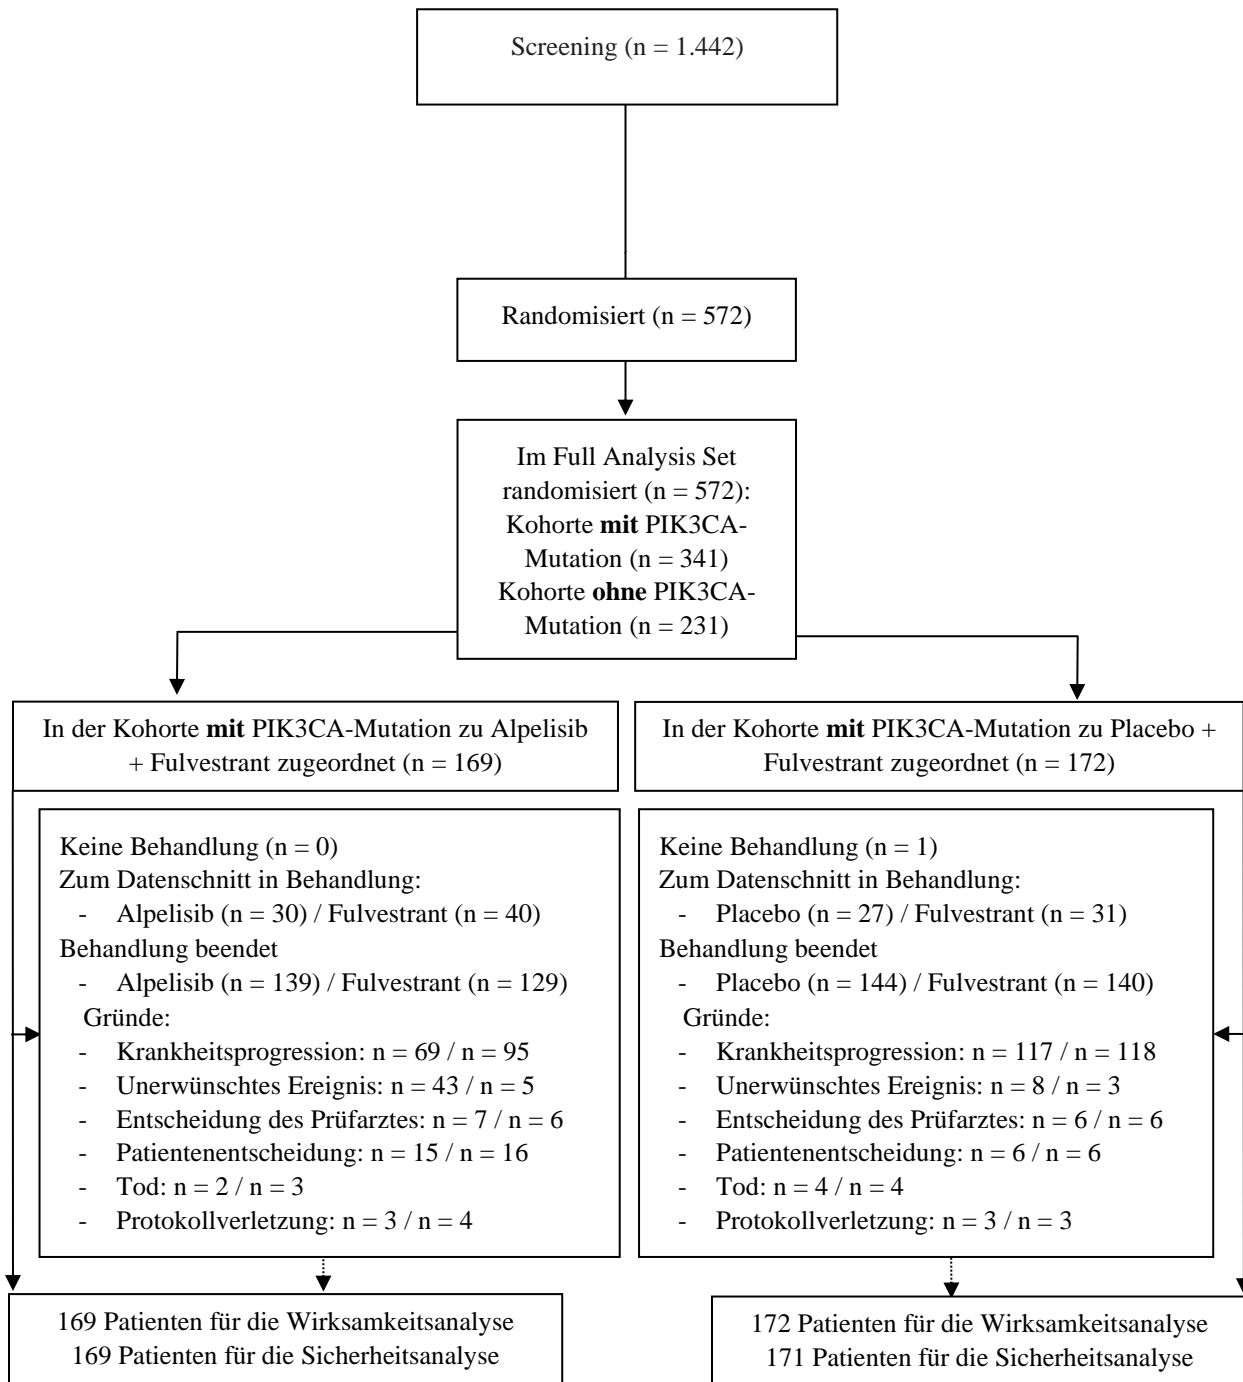 Screening (n = 1.442)
Randomisiert (n = 572)
Im Full Analysis Set
randomisiert (n = 572):
Kohorte mit PIK3CA-
Mutation (n = 341)
Kohorte ohne PIK3CA-
Mutation (n = 231)
In der Kohorte mit PIK3CA-Mutation zu Alpelisib
+ Fulvestrant zugeordnet (n = 169)
In der Kohorte mit PIK3CA-Mutation zu Placebo +
Fulvestrant zugeordnet (n = 172)
Keine Behandlung (n = 0)
Zum Datenschnitt in Behandlung:
- Alpelisib (n = 30) / Fulvestrant (n = 40)
Behandlung beendet
- Alpelisib (n = 139) / Fulvestrant (n = 129)
Gründe:
- Krankheitsprogression: n = 69 / n = 95
- Unerwünschtes Ereignis: n = 43 / n = 5
- Entscheidung des Prüfarztes: n = 7 / n = 6
- Patientenentscheidung: n = 15 / n = 16
- Tod: n = 2 / n = 3
- Protokollverletzung: n = 3 / n = 4
Keine Behandlung (n = 1)
Zum Datenschnitt in Behandlung:
- Placebo (n = 27) / Fulvestrant (n = 31)
Behandlung beendet
- Placebo (n = 144) / Fulvestrant (n = 140)
Gründe:
- Krankheitsprogression: n = 117 / n = 118
- Unerwünschtes Ereignis: n = 8 / n = 3
- Entscheidung des Prüfarztes: n = 6 / n = 6
- Patientenentscheidung: n = 6 / n = 6
- Tod: n = 4 / n = 4
- Protokollverletzung: n = 3 / n = 3
169 Patienten für die Wirksamkeitsanalyse
169 Patienten für die Sicherheitsanalyse
172 Patienten für die Wirksamkeitsanalyse
171 Patienten für die Sicherheitsanalyse